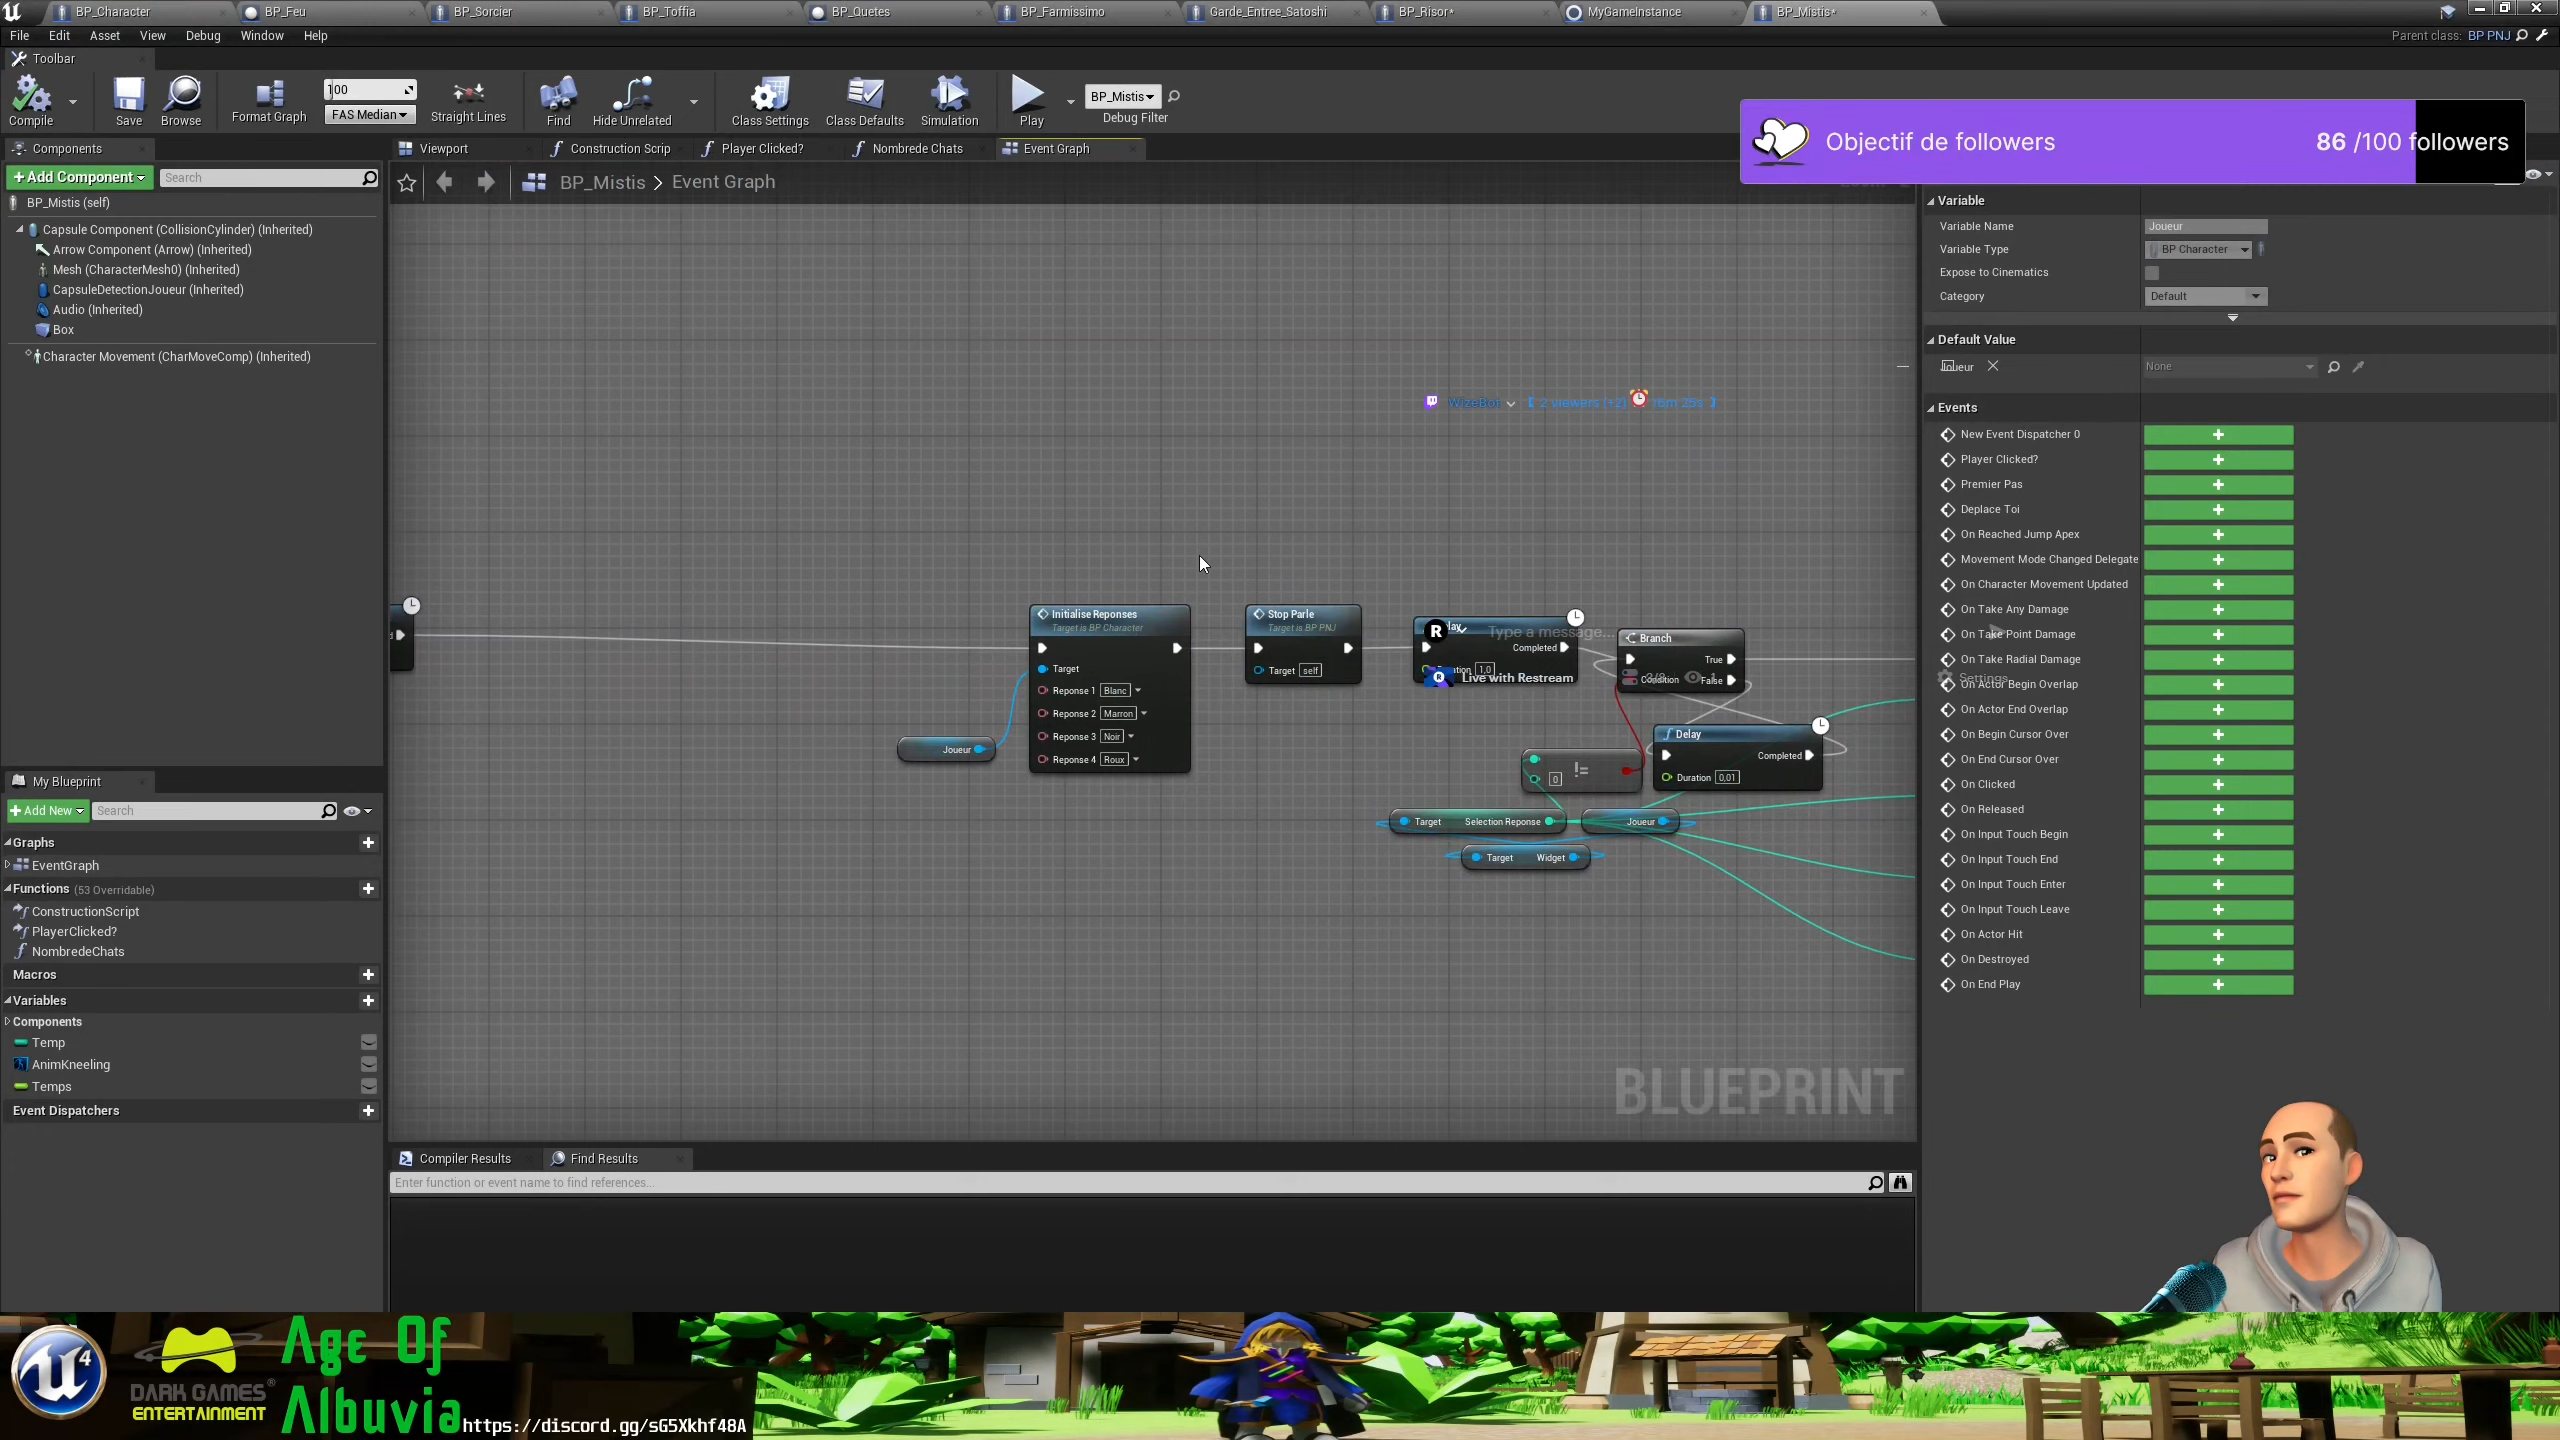 BP_Character
BP_Feu
BP_Sorcier
BP_Toffia
BP_Quetes
BP_Farmissimo
Garde_Entree_Satoshi
BP_Risor*
MyGameInstance
BP_Mistis*
File Edit Asset View Window Debug Help
Parent class: BP PNJ
Toolbar
Compile
Save
Browse
Format Graph
100
FAS Median
Straight Lines
Find
Hide Unrelated
Class Settings
Class Defaults
Simulation
Play
BP_Mistis
Debug Filter
Objectif de followers
86 /100 followers
Components
+Add Component
Search
BP_Mistis (self)
Capsule Component (CollisionCylinder) (Inherited)
Arrow Component (Arrow) (Inherited)
Mesh (CharacterMesh0) (Inherited)
CapsuleDetectionJoueur (Inherited)
Audio (Inherited)
Box
Character Movement (CharMoveComp) (Inherited)
My Blueprint
+Add New
Search
Graphs
EventGraph
Functions (53 Overridable)
ConstructionScript
PlayerClicked?
NombredeChats
Macros
Variables
Components
Temp
AnimKneeling
Temps
Event Dispatchers
Viewport
Construction Scrip
Player Clicked?
Nombrede Chats
Event Graph
BP_Mistis > Event Graph
WizeBot
[ 2 viewers (+2) 16m 25s ]
Initialise Reponses
Target is BP Character
Target
Reponse 1 Blanc
Reponse 2 Marron
Reponse 3 Noir
Reponse 4 Roux
Joueur
Stop Parle
Target is BP PNJ
Target self
Type a message...
Completed
1,0
Live with Restream
Branch
True
Condition
False
Delay
Completed
Duration 0,01
0
!=
Target Selection Reponse
Joueur
Target Widget
BLUEPRINT
Compiler Results
Find Results
Enter function or event name to find references...
Variable
Variable Name Joueur
Variable Type BP Character
Expose to Cinematics
Category Default
Default Value
Joueur
None
Events
New Event Dispatcher 0
Player Clicked?
Premier Pas
Deplace Toi
On Reached Jump Apex
Movement Mode Changed Delegate
On Character Movement Updated
On Take Any Damage
On Take Point Damage
On Take Radial Damage
Settings
On Actor Begin Overlap
On Actor End Overlap
On Begin Cursor Over
On End Cursor Over
On Clicked
On Released
On Input Touch Begin
On Input Touch End
On Input Touch Enter
On Input Touch Leave
On Actor Hit
On Destroyed
On End Play
4
DARK GAMES
ENTERTAINMENT
Age Of
Albuvia
https://discord.gg/sG5Xkhf48A